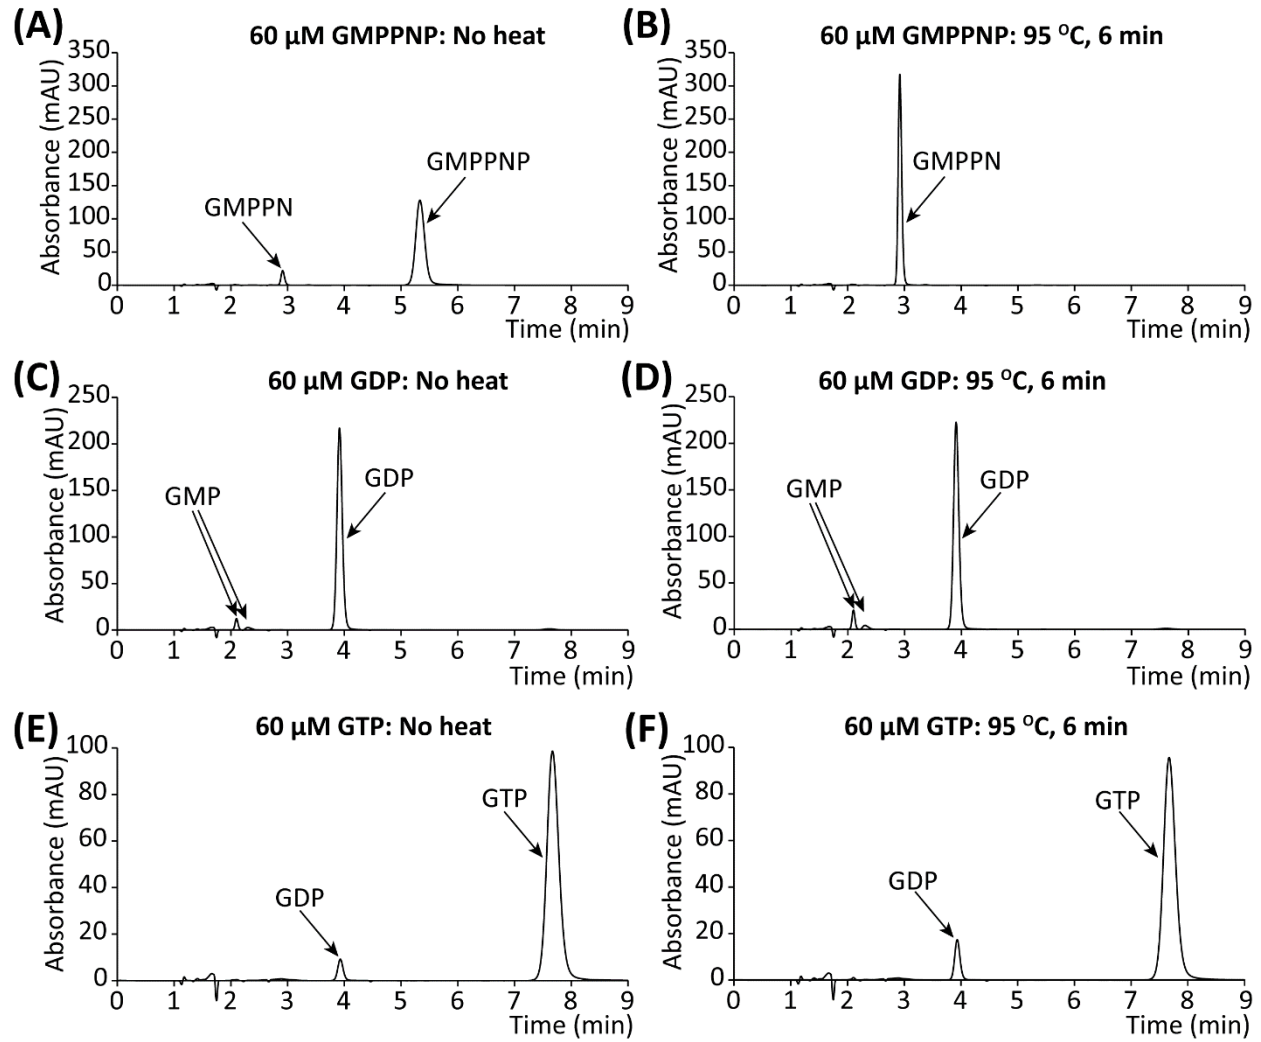 (A)
60 µM GMPPNP: No heat
Absorbance (mAU)
350
300
250
200
150
100
50
0
GMPPN
GMPPNP
0 1 2 3 4 5 6 7 8 9
Time (min)
(B)
60 µM GMPPNP: 95 ᴼC, 6 min
Absorbance (mAU)
350
300
250
200
150
100
50
0
GMPPN
0 1 2 3 4 5 6 7 8 9
Time (min)
(C)
60 µM GDP: No heat
Absorbance (mAU)
250
200
150
100
50
0
GMP
GDP
0 1 2 3 4 5 6 7 8 9
Time (min)
(D)
60 µM GDP: 95 ᴼC, 6 min
Absorbance (mAU)
250
200
150
100
50
0
GMP
GDP
0 1 2 3 4 5 6 7 8 9
Time (min)
(E)
60 µM GTP: No heat
Absorbance (mAU)
100
80
60
40
20
0
GDP
GTP
0 1 2 3 4 5 6 7 8 9
Time (min)
(F)
60 µM GTP: 95 ᴼC, 6 min
Absorbance (mAU)
100
80
60
40
20
0
GDP
GTP
0 1 2 3 4 5 6 7 8 9
Time (min)